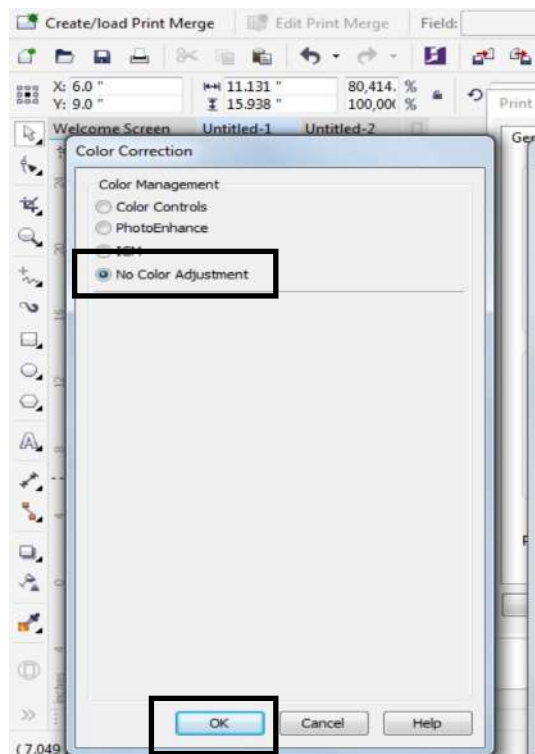 Create/load Print Merge Edit Print Merge Field:
X: 6.0 " 11.131 " 80,414. %
Y: 9.0 " 15.938 " 100,00( %
Print
Welcome Screen Untitled-1 Untitled-2
Color Correction
Color Management
Color Controls
PhotoEnhance
ICM
No Color Adjustment
OK Cancel Help
inches
(7.049